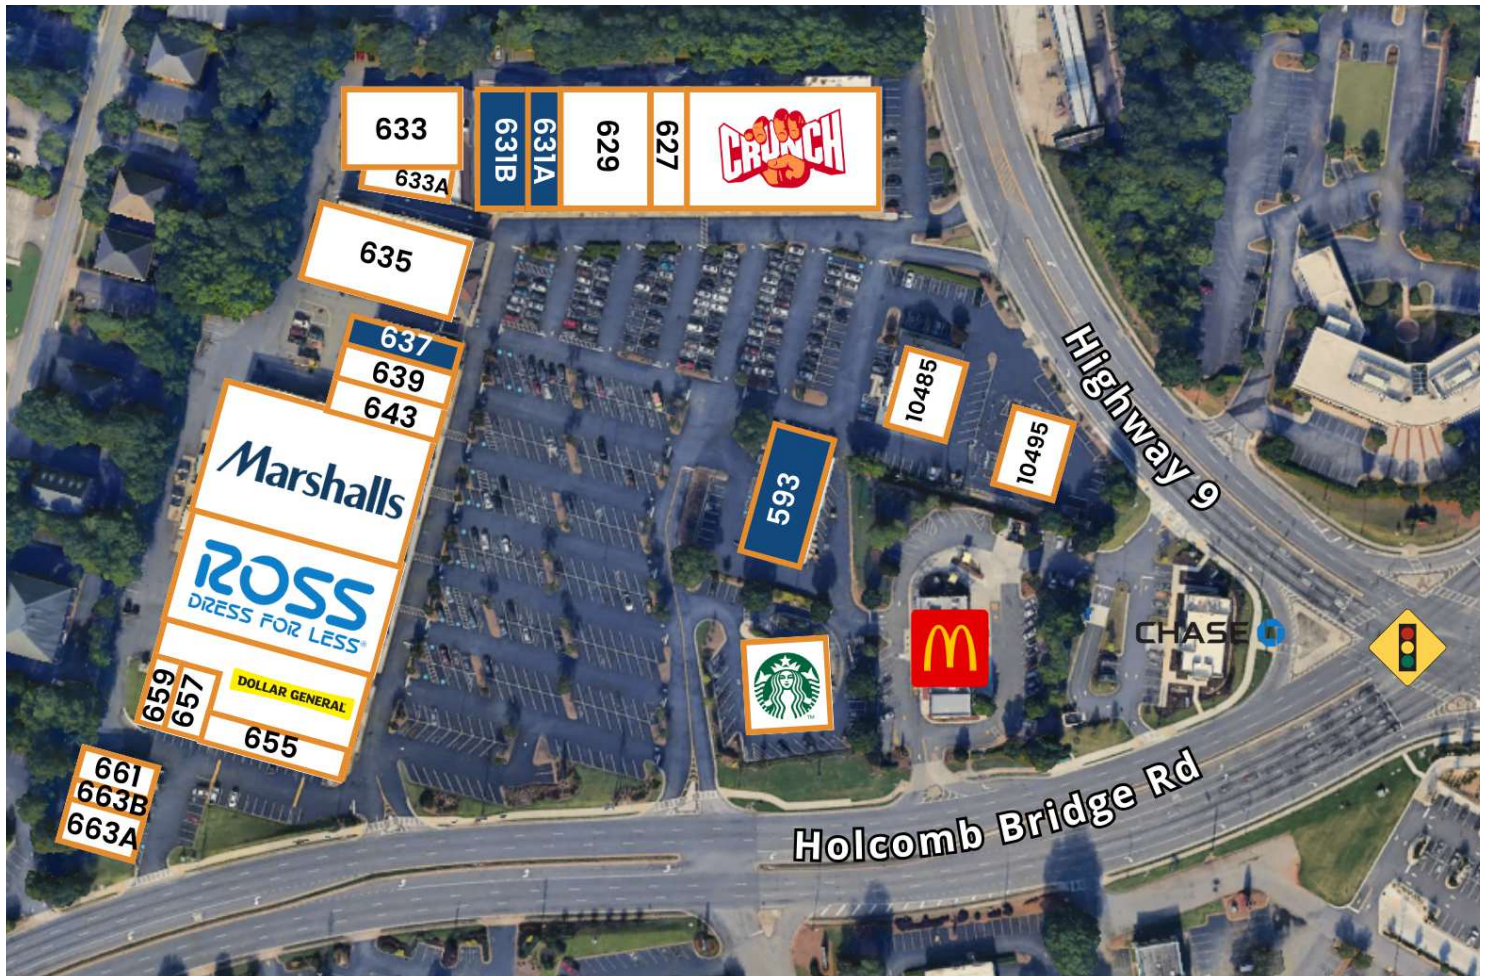 633
633A
631B
631A
629
627
CRUNCH
635
637
639
643
Marshalls
ROSS
DRESS FOR LESS®
659
657
DOLLAR GENERAL
655
661
663B
663A
593
10485
10495
TM
CHASE
Highway 9
Holcomb Bridge Rd